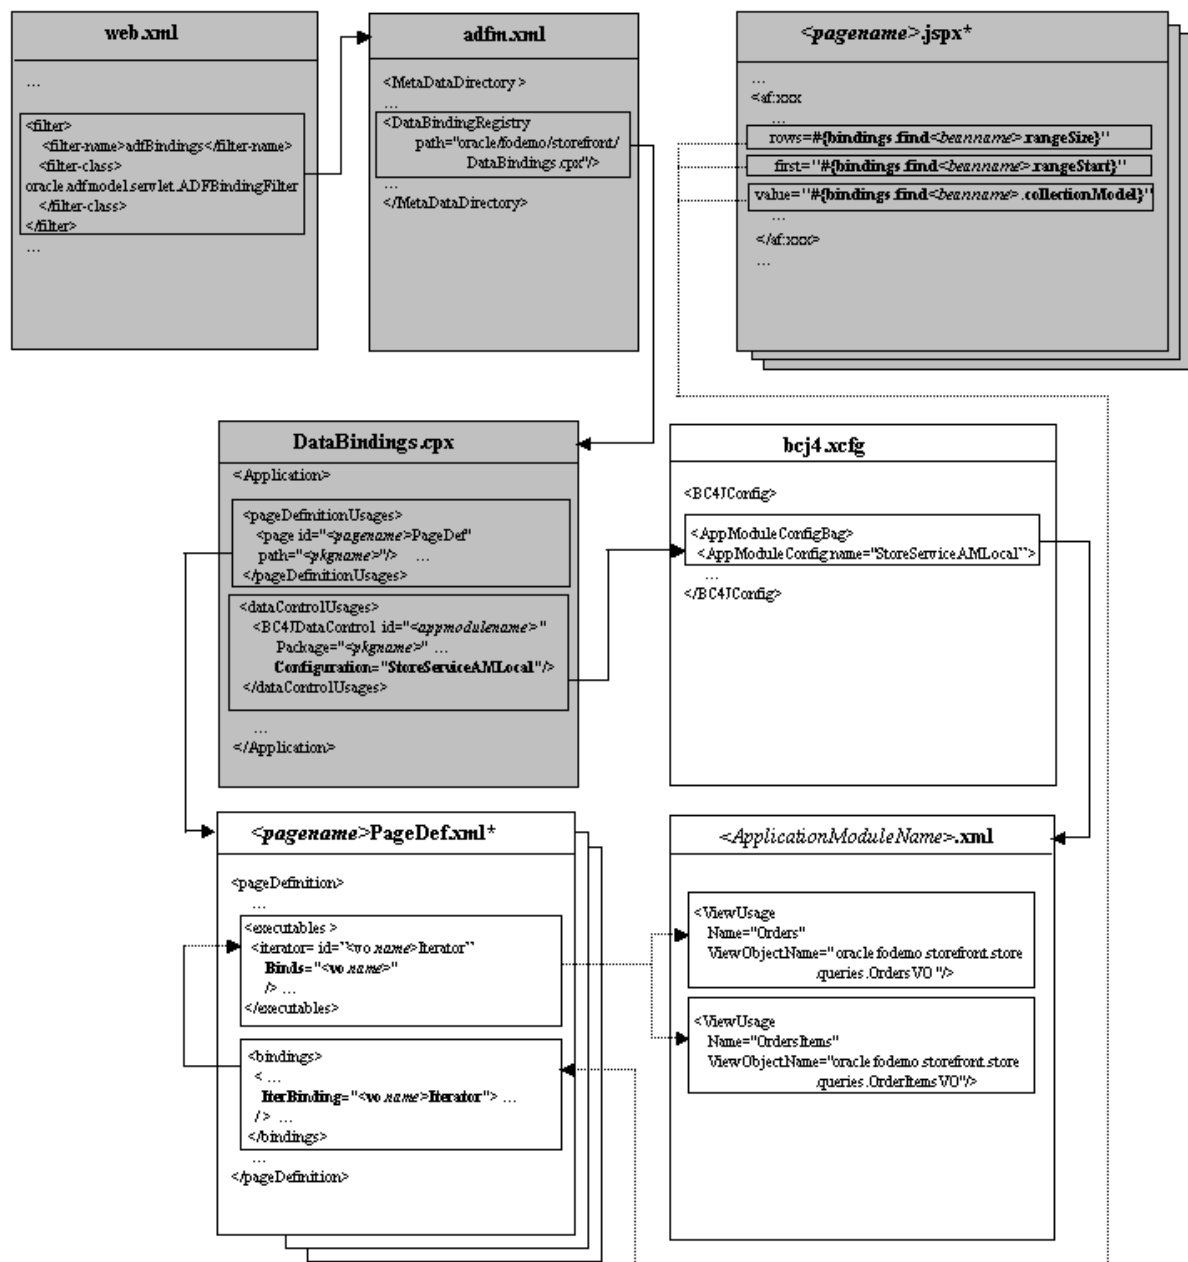 web.xml
...
<filter>
<filter-name>adfBindings</filter-name>
<filter-class>
oracle.adfmodel.servlet.ADFBindingFilter
</filter-class>
</filter>
...
adfm.xml
<MetaDataDirectory >
...
<DataBindingRegistry
path="oracle/fodemo/storefront/
DataBindings.cpx"/>
...
</MetaDataDirectory>
<pagename>.jspx*
...
<af:xxx
...
rows=#{bindings.find<beanname>.rangeSize}"
first="#{bindings.find<beanname>.rangeStart}"
value="#{bindings.find<beanname>.collectionModel}"
...
</af:xxx>
...
DataBindings.cpx
<Application>
<pageDefinitionUsages>
<page id="<pagename>PageDef"
path="<pkgname>"/> ...
</pageDefinitionUsages>
<dataControlUsages>
<BC4JDataControl id="<appmodulename>"
Package="<pkgname>" ...
Configuration="StoreServiceAMLocal"/>
</dataControlUsages>
...
</Application>
bcj4.xcfg
<BC4JConfig>
<AppModuleConfigBag>
<AppModuleConfigname="StoreServiceAMLocal">
...
</BC4JConfig>
<pagename>PageDef.xml*
<pageDefinition>
...
<executables >
<iterator= id="<vo.name>Iterator"
Binds="<vo.name>"
/> ...
</executables>
<bindings>
< ...
IterBinding="<vo.name>Iterator"> ...
/> ...
</bindings>
...
</pageDefinition>
<ApplicationModuleName>.xml
<ViewUsage
Name="Orders"
ViewObjectName="oracle.fodemo.storefront.store
.queries.OrdersVO "/>
<ViewUsage
Name="OrdersItems"
ViewObjectName="oracle.fodemo.storefront.store
.queries.OrderItemsVO"/>